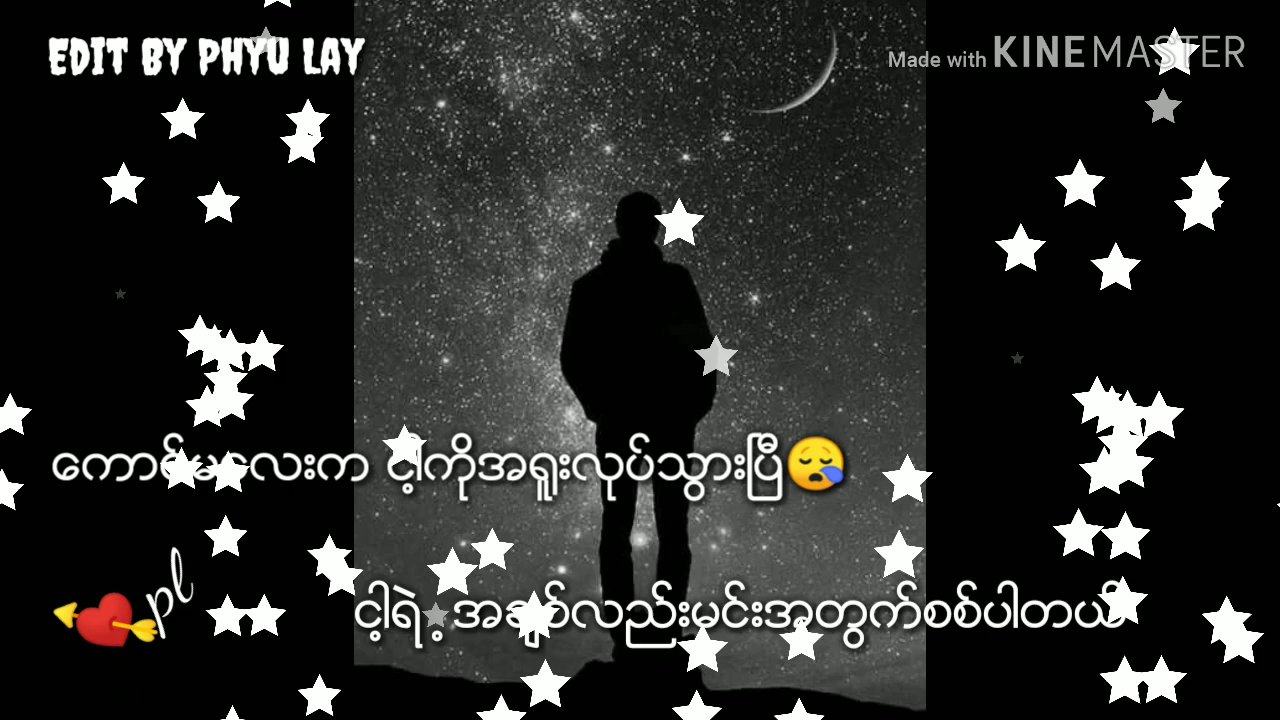 EDIT BY PHYU LAY
Made with KINEMASTER
ကောင်မလေးက ငါ့ကိုအရူးလုပ်သွားပြီ😪
pl
ငါ့ရဲ့ အချစ်လည်းမင်းအတွက်စစ်ပါတယ်